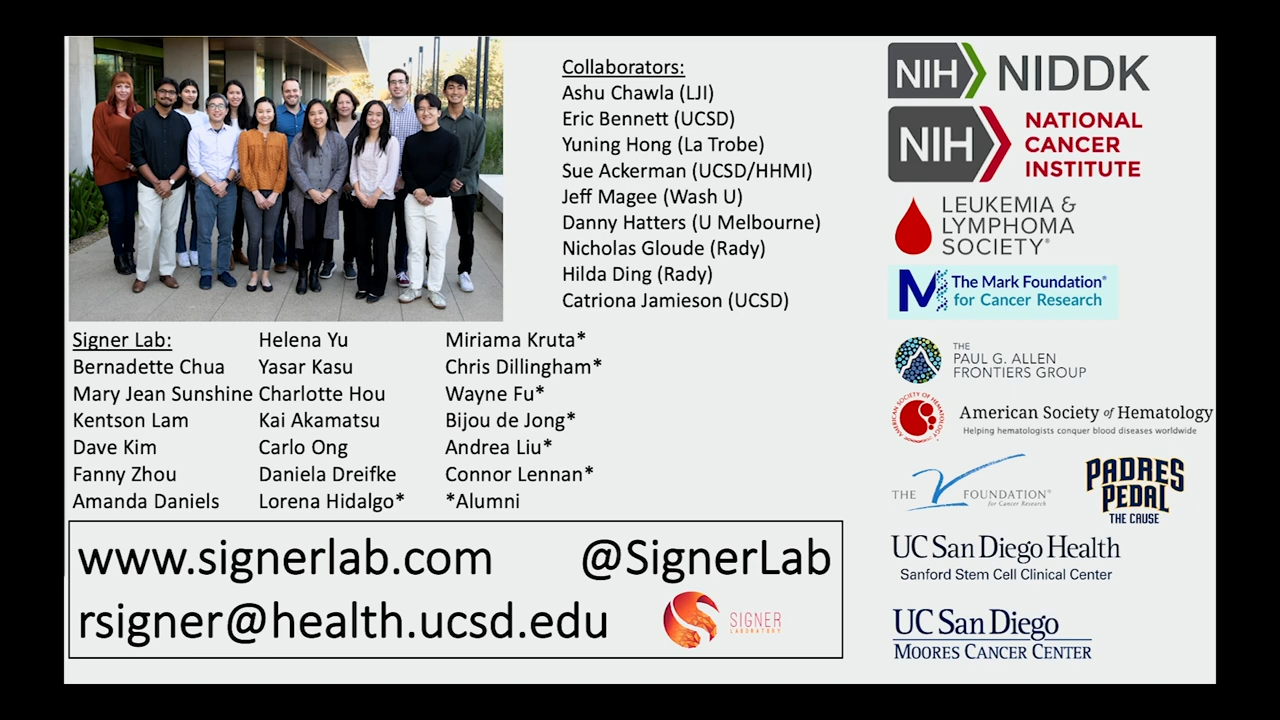 Collaborators:
Ashu Chawla (LJI)
Eric Bennett (UCSD)
Yuning Hong (La Trobe)
Sue Ackerman (UCSD/HHMI)
Jeff Magee (Wash U)
Danny Hatters (U Melbourne)
Nicholas Gloude (Rady)
Hilda Ding (Rady)
Catriona Jamieson (UCSD)
Signer Lab:
Bernadette Chua
Mary Jean Sunshine
Kentson Lam
Dave Kim
Fanny Zhou
Amanda Daniels
Helena Yu
Yasar Kasu
Charlotte Hou
Kai Akamatsu
Carlo Ong
Daniela Dreifke
Lorena Hidalgo*
Miriama Kruta*
Chris Dillingham*
Wayne Fu*
Bijou de Jong*
Andrea Liu*
Connor Lennan*
*Alumni
www.signerlab.com @SignerLab
rsigner@health.ucsd.edu
SIGNER
LABORATORY
NIH NIDDK
NIH
NATIONAL
CANCER
INSTITUTE
LEUKEMIA &
LYMPHOMA
SOCIETY®
The Mark Foundation®
for Cancer Research
THE
PAUL G. ALLEN
FRONTIERS GROUP
AMERICAN SOCIETY of HEMATOLOGY
American Society of Hematology
Helping hematologists conquer blood diseases worldwide
THE V FOUNDATION®
for Cancer Research
PADRES
PEDAL
THE CAUSE
UC San Diego Health
Sanford Stem Cell Clinical Center
UC San Diego
MOORES CANCER CENTER